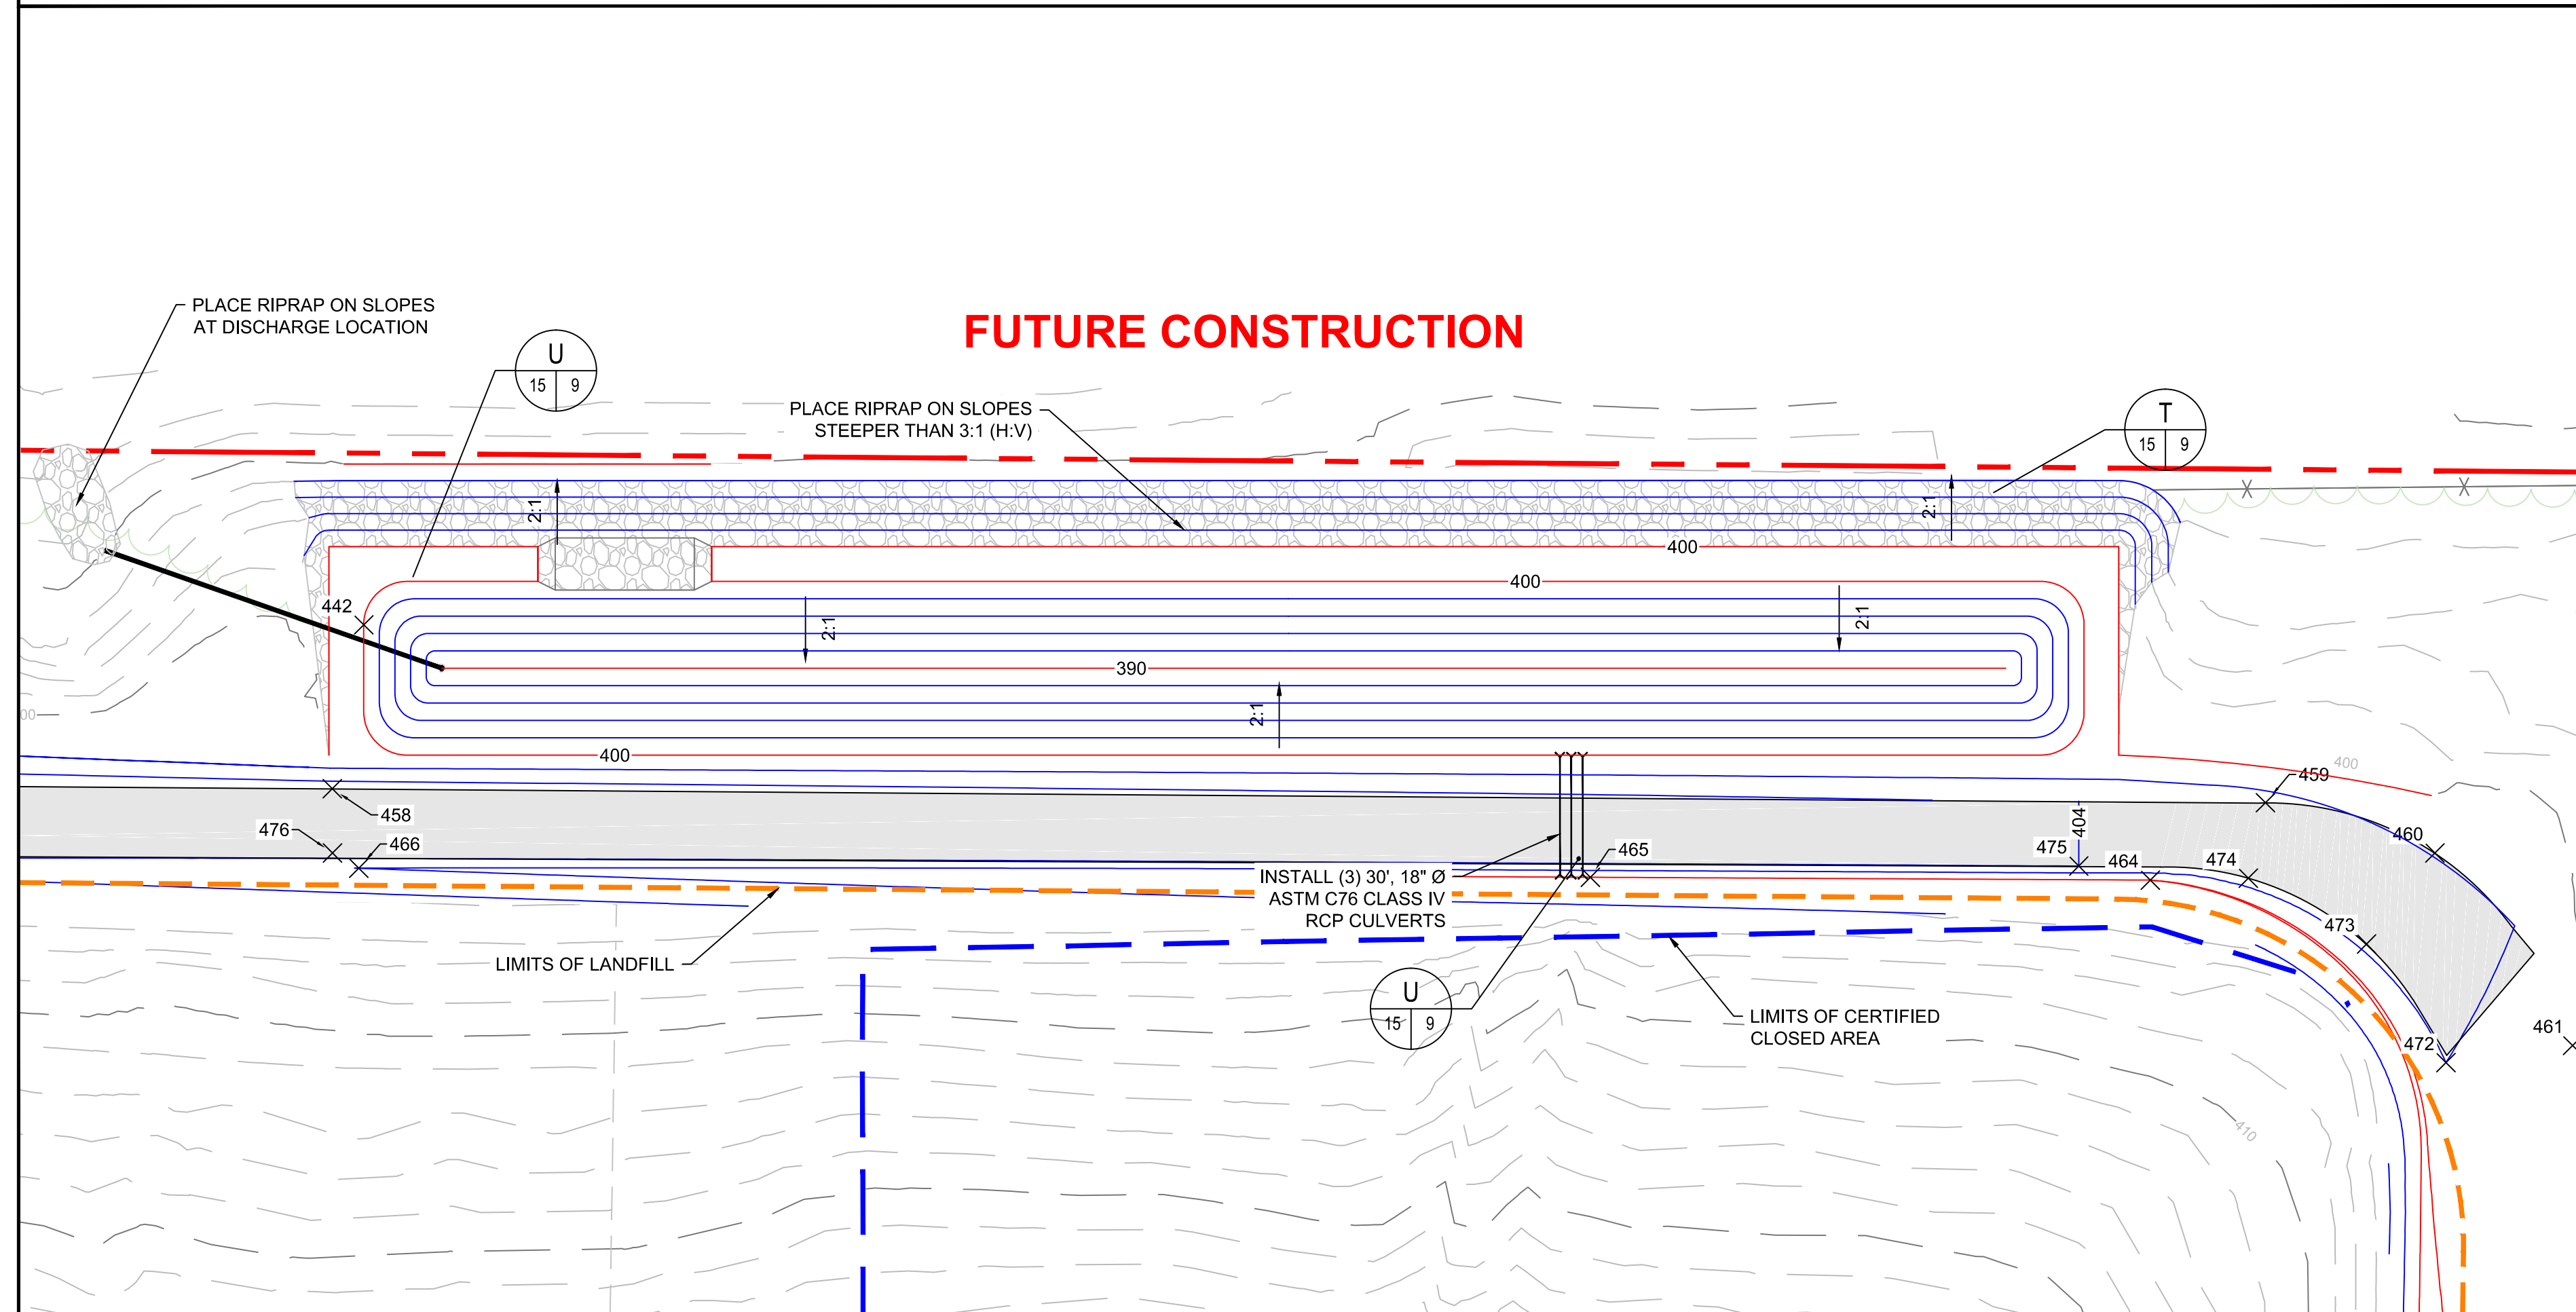 PLACE RIPRAP ON SLOPES
AT DISCHARGE LOCATION
FUTURE CONSTRUCTION
U
15 9
PLACE RIPRAP ON SLOPES
STEEPER THAN 3:1 (H:V)
T
15 9
2:1
2:1
400
400
442
2:1
2:1
390
2:1
00
400
400
459
458
476
466
404
460
465
475
464
474
INSTALL (3) 30', 18" Ø
ASTM C76 CLASS IV
RCP CULVERTS
473
LIMITS OF LANDFILL
U
15 9
LIMITS OF CERTIFIED
CLOSED AREA
461
472
410